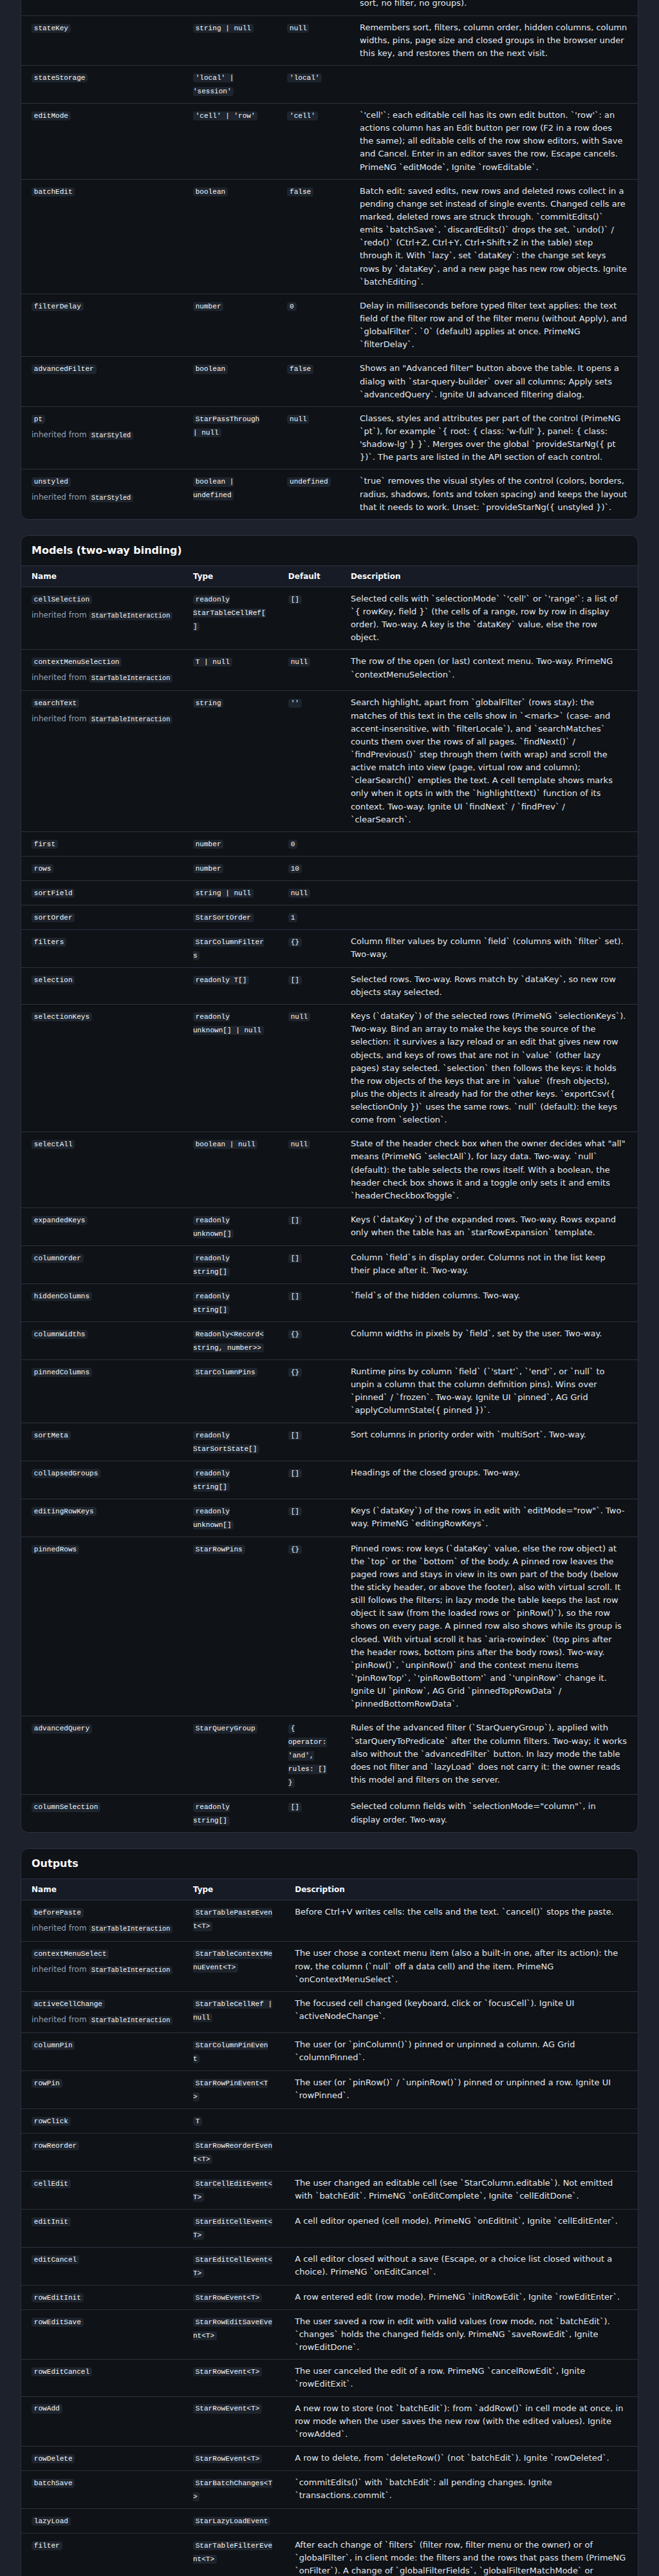 sort, no filter, no groups).
stateKey string | null null Remembers sort, filters, column order, hidden columns, column
widths, pins, page size and closed groups in the browser under
this key, and restores them on the next visit.
stateStorage 'local' | 'local'
'session'
editMode 'cell' | 'row' 'cell' `'cell'`: each editable cell has its own edit button. `'row'`: an
actions column has an Edit button per row (F2 in a row does
the same); all editable cells of the row show editors, with Save
and Cancel. Enter in an editor saves the row, Escape cancels.
PrimeNG `editMode`, Ignite `rowEditable`.
batchEdit boolean false Batch edit: saved edits, new rows and deleted rows collect in a
pending change set instead of single events. Changed cells are
marked, deleted rows are struck through. `commitEdits()`
emits `batchSave`, `discardEdits()` drops the set, `undo()` /
`redo()` (Ctrl+Z, Ctrl+Y, Ctrl+Shift+Z in the table) step
through it. With `lazy`, set `dataKey`: the change set keys
rows by `dataKey`, and a new page has new row objects. Ignite
`batchEditing`.
filterDelay number 0 Delay in milliseconds before typed filter text applies: the text
field of the filter row and of the filter menu (without Apply), and
`globalFilter`. `0` (default) applies at once. PrimeNG
`filterDelay`.
advancedFilter boolean false Shows an "Advanced filter" button above the table. It opens a
dialog with `star-query-builder` over all columns; Apply sets
`advancedQuery`. Ignite UI advanced filtering dialog.
pt StarPassThrough null Classes, styles and attributes per part of the control (PrimeNG
inherited from StarStyled | null `pt`), for example `{ root: { class: 'w-full' }, panel: { class:
'shadow-lg' } }`. Merges over the global `provideStarNg({ pt
})`. The parts are listed in the API section of each control.
unstyled boolean | undefined `true` removes the visual styles of the control (colors, borders,
inherited from StarStyled undefined radius, shadows, fonts and token spacing) and keeps the layout
that it needs to work. Unset: `provideStarNg({ unstyled })`.
Models (two-way binding)
Name Type Default Description
cellSelection readonly [] Selected cells with `selectionMode` `'cell'` or `'range'`: a list of
inherited from StarTableInteraction StarTableCellRef[ `{ rowKey, field }` (the cells of a range, row by row in display
] order). Two-way. A key is the `dataKey` value, else the row
object.
contextMenuSelection T | null null The row of the open (or last) context menu. Two-way. PrimeNG
inherited from StarTableInteraction `contextMenuSelection`.
searchText string '' Search highlight, apart from `globalFilter` (rows stay): the
inherited from StarTableInteraction matches of this text in the cells show in `<mark>` (case- and
accent-insensitive, with `filterLocale`), and `searchMatches`
counts them over the rows of all pages. `findNext()` /
`findPrevious()` step through them (with wrap) and scroll the
active match into view (page, virtual row and column);
`clearSearch()` empties the text. A cell template shows marks
only when it opts in with the `highlight(text)` function of its
context. Two-way. Ignite UI `findNext` / `findPrev` /
`clearSearch`.
first number 0
rows number 10
sortField string | null null
sortOrder StarSortOrder 1
filters StarColumnFilter {} Column filter values by column `field` (columns with `filter` set).
s Two-way.
selection readonly T[] [] Selected rows. Two-way. Rows match by `dataKey`, so new row
objects stay selected.
selectionKeys readonly null Keys (`dataKey`) of the selected rows (PrimeNG `selectionKeys`).
unknown[] | null Two-way. Bind an array to make the keys the source of the
selection: it survives a lazy reload or an edit that gives new row
objects, and keys of rows that are not in `value` (other lazy
pages) stay selected. `selection` then follows the keys: it holds
the row objects of the keys that are in `value` (fresh objects),
plus the objects it already had for the other keys. `exportCsv({
selectionOnly })` uses the same rows. `null` (default): the keys
come from `selection`.
selectAll boolean | null null State of the header check box when the owner decides what "all"
means (PrimeNG `selectAll`), for lazy data. Two-way. `null`
(default): the table selects the rows itself. With a boolean, the
header check box shows it and a toggle only sets it and emits
`headerCheckboxToggle`.
expandedKeys readonly [] Keys (`dataKey`) of the expanded rows. Two-way. Rows expand
unknown[] only when the table has an `starRowExpansion` template.
columnOrder readonly [] Column `field`s in display order. Columns not in the list keep
string[] their place after it. Two-way.
hiddenColumns readonly [] `field`s of the hidden columns. Two-way.
string[]
columnWidths Readonly<Record< {} Column widths in pixels by `field`, set by the user. Two-way.
string, number>>
pinnedColumns StarColumnPins {} Runtime pins by column `field` (`'start'`, `'end'`, or `null` to
unpin a column that the column definition pins). Wins over
`pinned` / `frozen`. Two-way. Ignite UI `pinned`, AG Grid
`applyColumnState({ pinned })`.
sortMeta readonly [] Sort columns in priority order with `multiSort`. Two-way.
StarSortState[]
collapsedGroups readonly [] Headings of the closed groups. Two-way.
string[]
editingRowKeys readonly [] Keys (`dataKey`) of the rows in edit with `editMode="row"`. Two-
unknown[] way. PrimeNG `editingRowKeys`.
pinnedRows StarRowPins {} Pinned rows: row keys (`dataKey` value, else the row object) at
the `top` or the `bottom` of the body. A pinned row leaves the
paged rows and stays in view in its own part of the body (below
the sticky header, or above the footer), also with virtual scroll. It
still follows the filters; in lazy mode the table keeps the last row
object it saw (from the loaded rows or `pinRow()`), so the row
shows on every page. A pinned row also shows while its group is
closed. With virtual scroll it has `aria-rowindex` (top pins after
the header rows, bottom pins after the body rows). Two-way.
`pinRow()`, `unpinRow()` and the context menu items
`'pinRowTop'`, `'pinRowBottom'` and `'unpinRow'` change it.
Ignite UI `pinRow`, AG Grid `pinnedTopRowData` /
`pinnedBottomRowData`.
advancedQuery StarQueryGroup { Rules of the advanced filter (`StarQueryGroup`), applied with
operator: `starQueryToPredicate` after the column filters. Two-way; it works
'and', also without the `advancedFilter` button. In lazy mode the table
rules: [] does not filter and `lazyLoad` does not carry it: the owner reads
} this model and filters on the server.
columnSelection readonly [] Selected column fields with `selectionMode="column"`, in
string[] display order. Two-way.
Outputs
Name Type Description
beforePaste StarTablePasteEven Before Ctrl+V writes cells: the cells and the text. `cancel()` stops the paste.
inherited from StarTableInteraction t<T>
contextMenuSelect StarTableContextMe The user chose a context menu item (also a built-in one, after its action): the
inherited from StarTableInteraction nuEvent<T> row, the column (`null` off a data cell) and the item. PrimeNG
`onContextMenuSelect`.
activeCellChange StarTableCellRef | The focused cell changed (keyboard, click or `focusCell`). Ignite UI
inherited from StarTableInteraction null `activeNodeChange`.
columnPin StarColumnPinEven The user (or `pinColumn()`) pinned or unpinned a column. AG Grid
t `columnPinned`.
rowPin StarRowPinEvent<T The user (or `pinRow()` / `unpinRow()`) pinned or unpinned a row. Ignite UI
> `rowPinned`.
rowClick T
rowReorder StarRowReorderEven
t<T>
cellEdit StarCellEditEvent< The user changed an editable cell (see `StarColumn.editable`). Not emitted
T> with `batchEdit`. PrimeNG `onEditComplete`, Ignite `cellEditDone`.
editInit StarEditCellEvent< A cell editor opened (cell mode). PrimeNG `onEditInit`, Ignite `cellEditEnter`.
T>
editCancel StarEditCellEvent< A cell editor closed without a save (Escape, or a choice list closed without a
T> choice). PrimeNG `onEditCancel`.
rowEditInit StarRowEvent<T> A row entered edit (row mode). PrimeNG `initRowEdit`, Ignite `rowEditEnter`.
rowEditSave StarRowEditSaveEve The user saved a row in edit with valid values (row mode, not `batchEdit`).
nt<T> `changes` holds the changed fields only. PrimeNG `saveRowEdit`, Ignite
`rowEditDone`.
rowEditCancel StarRowEvent<T> The user canceled the edit of a row. PrimeNG `cancelRowEdit`, Ignite
`rowEditExit`.
rowAdd StarRowEvent<T> A new row to store (not `batchEdit`): from `addRow()` in cell mode at once, in
row mode when the user saves the new row (with the edited values). Ignite
`rowAdded`.
rowDelete StarRowEvent<T> A row to delete, from `deleteRow()` (not `batchEdit`). Ignite `rowDeleted`.
batchSave StarBatchChanges<T `commitEdits()` with `batchEdit`: all pending changes. Ignite
> `transactions.commit`.
lazyLoad StarLazyLoadEvent
filter StarTableFilterEve After each change of `filters` (filter row, filter menu or the owner) or of
nt<T> `globalFilter`, in client mode: the filters and the rows that pass them (PrimeNG
`onFilter`). A change of `globalFilterFields`, `globalFilterMatchMode` or